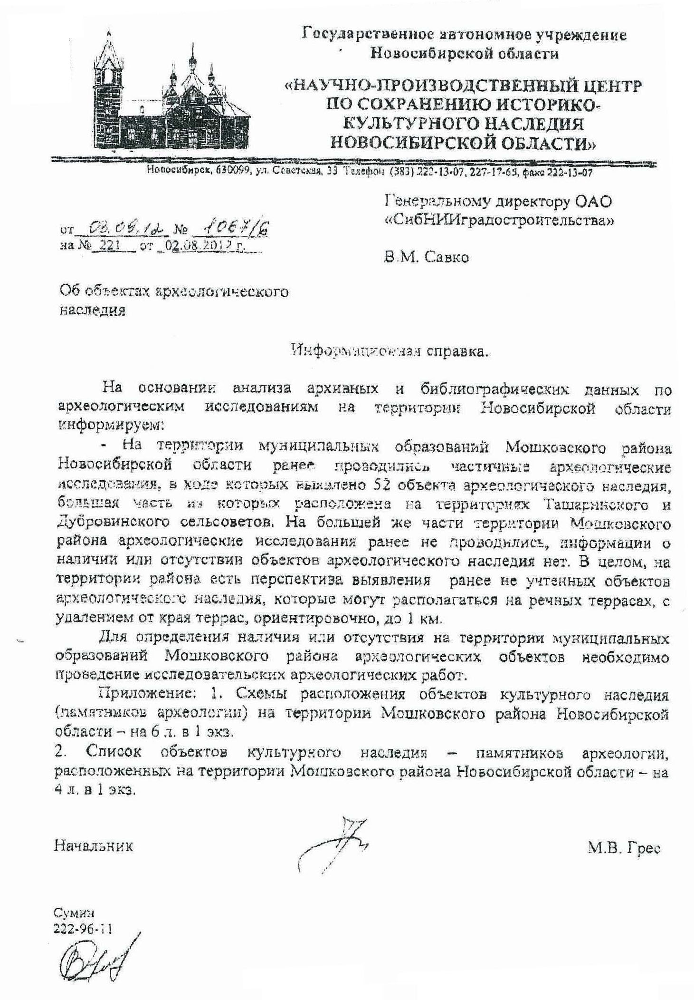 Государственное автономное учреждение
Новосибирской области
«НАУЧНО-ПРОИЗВОДСТВЕННЫЙ ЦЕНТР
ПО СОХРАНЕНИЮ ИСТОРИКО-
КУЛЬТУРНОГО НАСЛЕДИЯ
НОВОСИБИРСКОЙ ОБЛАСТИ»
Новосибирск, 630099, ул. Советская, 33 Телефон (383) 222-13-07, 227-17-65, факс 222-13-07
Генеральному директору ОАО
«СибНИИградостроительства»
от 03.09.12 № 1067/6
на № 221 от 02.08.2012 г.
В.М. Савко
Об объектах археологического
наследия
Информационная справка.
На основании анализа архивных и библиографических данных по
археологическим исследованиям на территории Новосибирской области
информируем:
- На территории муниципальных образований Мошковского района
Новосибирской области ранее проводились частичные археологические
исследования, в ходе которых выявлено 52 объекта археологического наследия,
большая часть из которых расположена на территориях Ташаринского и
Дубровинского сельсоветов. На большей же части территории Мошковского
района археологические исследования ранее не проводились, информации о
наличии или отсутствии объектов археологического наследия нет. В целом, на
территории района есть перспектива выявления ранее не учтенных объектов
археологического наследия, которые могут располагаться на речных террасах, с
удалением от края террас, ориентировочно, до 1 км.
Для определения наличия или отсутствия на территории муниципальных
образований Мошковского района археологических объектов необходимо
проведение исследовательских археологических работ.
Приложение: 1. Схемы расположения объектов культурного наследия
(памятников археологии) на территории Мошковского района Новосибирской
области – на 6 л. в 1 экз.
2. Список объектов культурного наследия – памятников археологии,
расположенных на территории Мошковского района Новосибирской области – на
4 л. в 1 экз.
Начальник М.В. Грес
Сумин
222-96-11